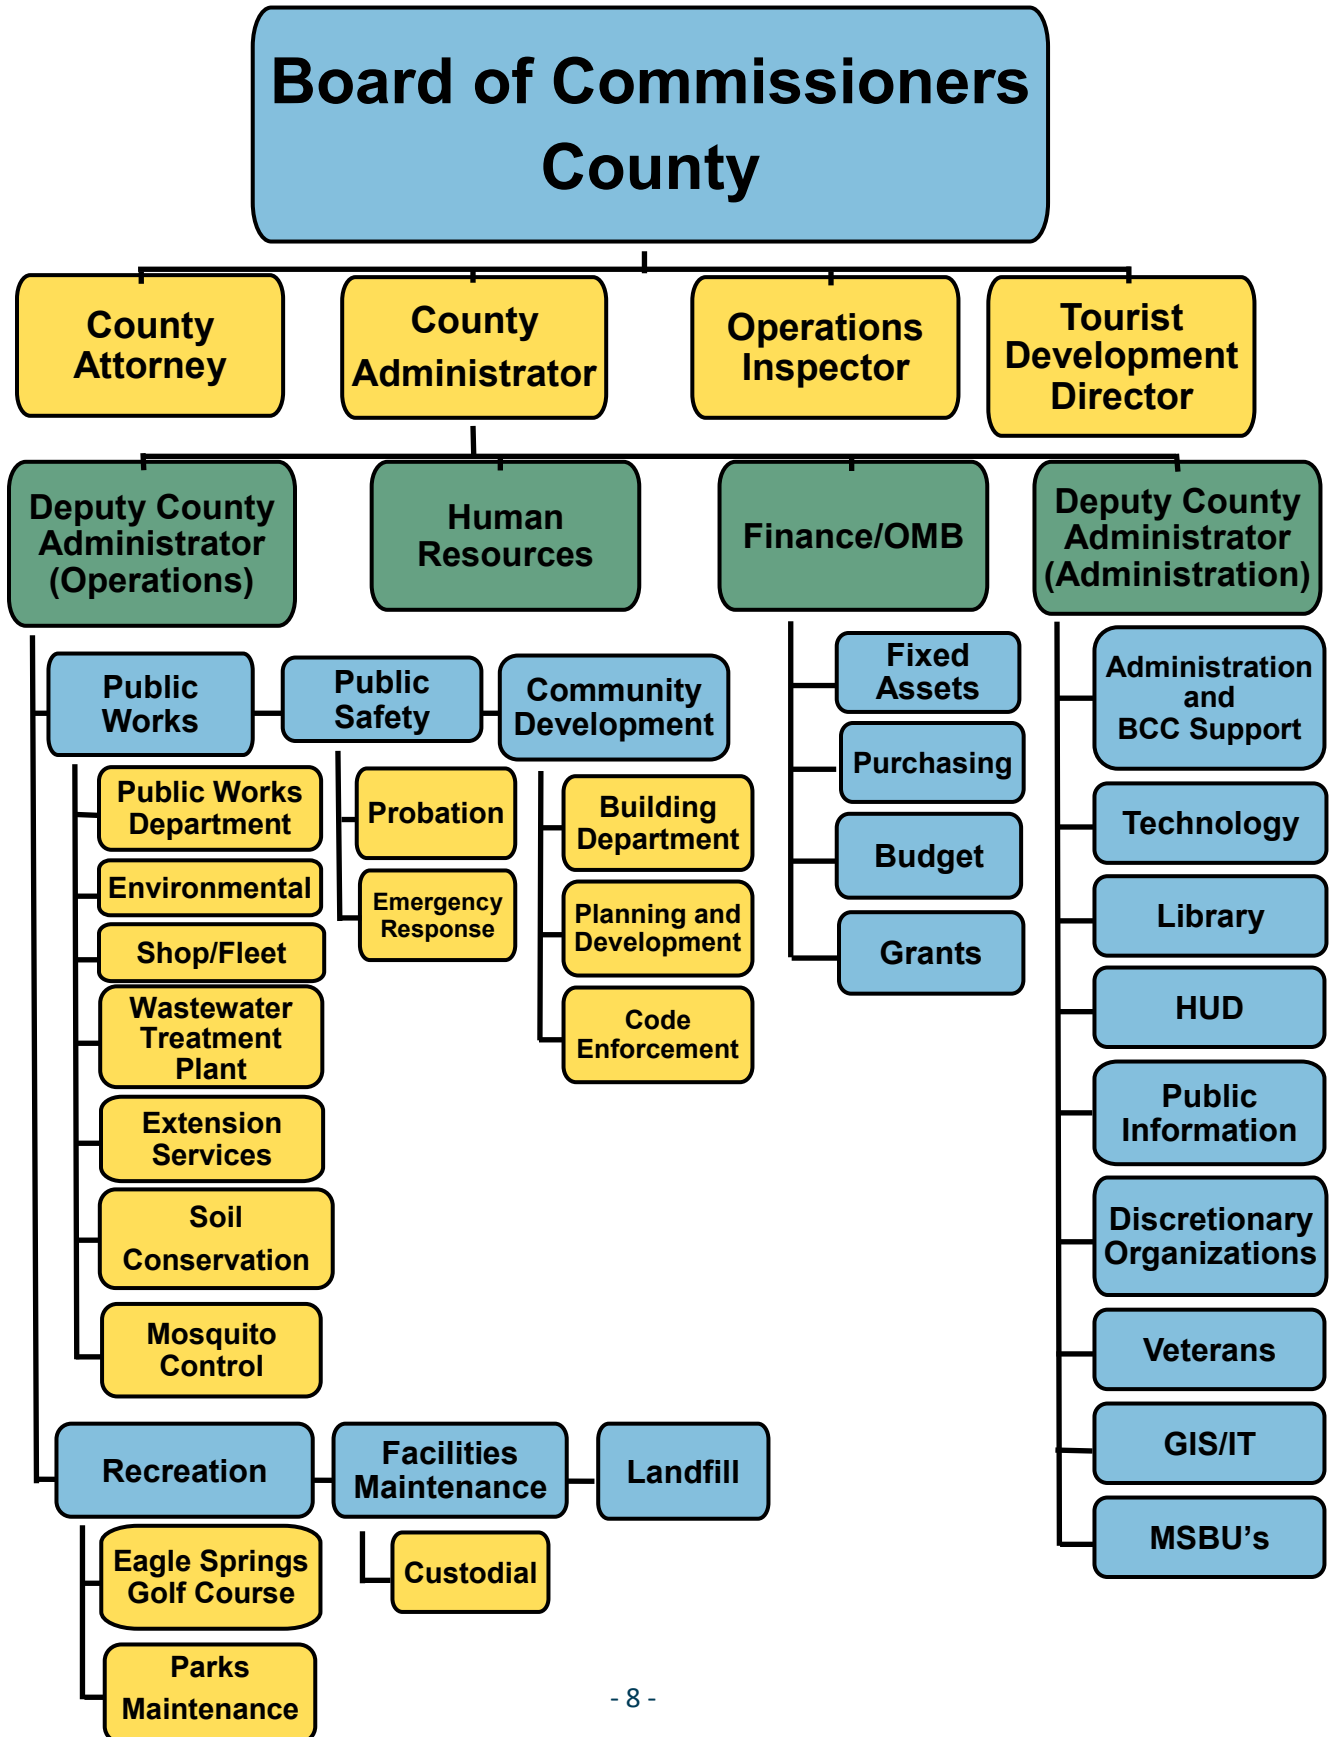 Board of Commissioners
County
County
Attorney
County
Administrator
Operations
Inspector
Tourist
Development
Director
Deputy County
Administrator
(Operations)
Human
Resources
Finance/OMB
Deputy County
Administrator
(Administration)
Public
Works
Public
Safety
Community
Development
Public Works
Department
Environmental
Shop/Fleet
Wastewater
Treatment
Plant
Extension
Services
Soil
Conservation
Mosquito
Control
Probation
Emergency
Response
Building
Department
Planning and
Development
Code
Enforcement
Recreation
Facilities
Maintenance
Landfill
Eagle Springs
Golf Course
Parks
Maintenance
Custodial
Fixed
Assets
Purchasing
Budget
Grants
Administration
and
BCC Support
Technology
Library
HUD
Public
Information
Discretionary
Organizations
Veterans
GIS/IT
MSBU’s
- 8 -